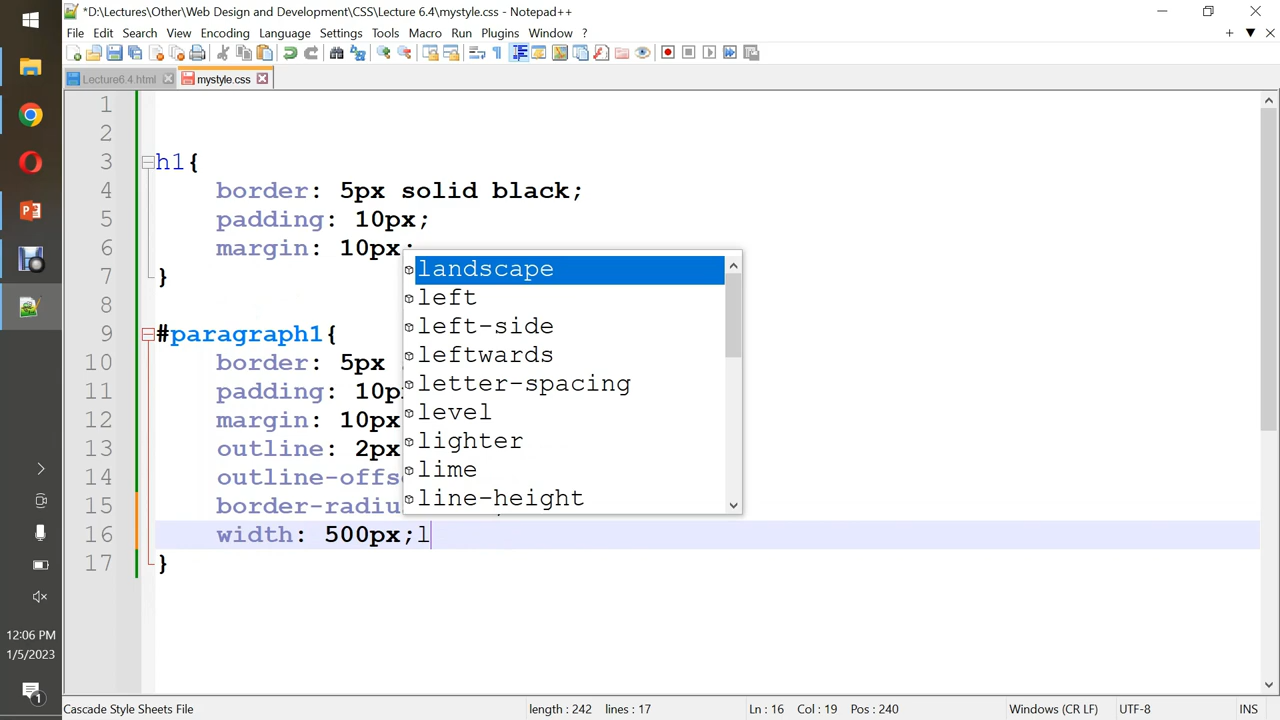 *D:\Lectures\Other\Web Design and Development\CSS\Lecture 6.4\mystyle.css - Notepad++
File Edit Search View Encoding Language Settings Tools Macro Run Plugins Window ?
Lecture6.4 html mystyle.css
1
2
3 h1{
4 border: 5px solid black;
5 padding: 10px;
6 margin: 10px;
7 }
8
9 #paragraph1{
10 border: 5px
11 padding: 10p
12 margin: 10px
13 outline: 2px
14 outline-offs
15 border-radiu
16 width: 500px;l
17 }
landscape
left
left-side
leftwards
letter-spacing
level
lighter
lime
line-height
12:06 PM
1/5/2023
1
Cascade Style Sheets File length : 242 lines : 17 Ln : 16 Col : 19 Pos : 240 Windows (CR LF) UTF-8 INS